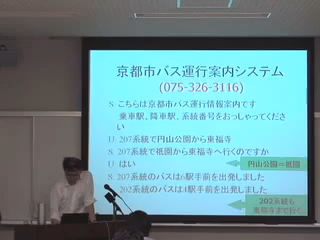 京都市バス運行案内システム
(075-326-3116)
S: こちらは京都市バス運行情報案内です
乗車駅、降車駅、系統番号をおっしゃってくださ
い
U: 207系統で円山公園から東福寺
S: 207系統で祇園から東福寺へ行くのですか
U: はい
円山公園＝祇園
S: 207系統のバスは6駅手前を出発しました
202系統のバスは4駅手前を出発しました
202系統も
東福寺まで行く